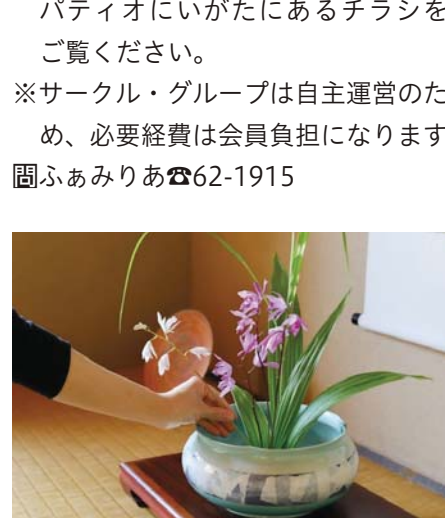 パティオにいがたにあるチラシを
ご覧ください。
※サークル・グループは自主運営のた
め、必要経費は会員負担になります
問ふぁみりあ☎62-1915